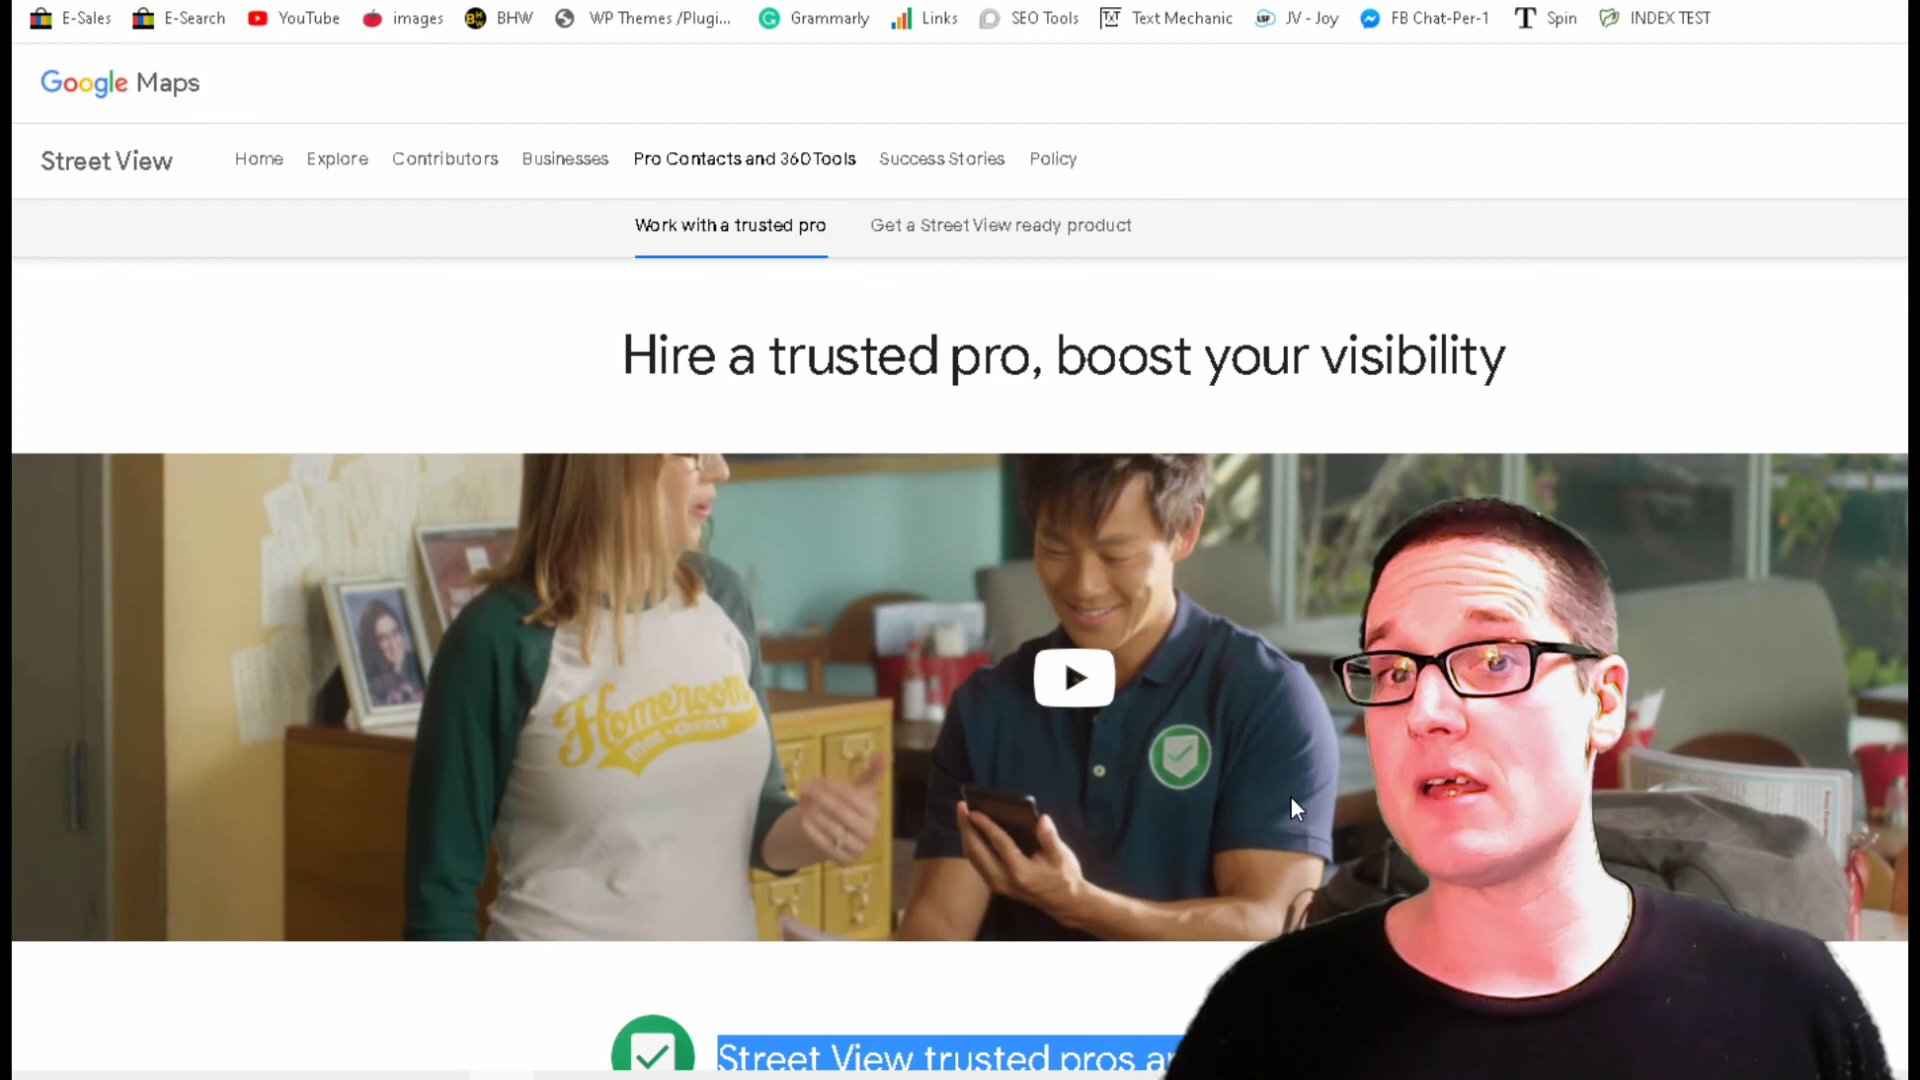 E-Sales E-Search YouTube images BHW WP Themes /Plugi... Grammarly Links SEO Tools Text Mechanic JV - Joy FB Chat-Per-1 Spin INDEX TEST
Google Maps
Street View Home Explore Contributors Businesses Pro Contacts and 360 Tools Success Stories Policy
Work with a trusted pro Get a Street View ready product
Hire a trusted pro, boost your visibility
Homeroom
mac + cheese
Street View trusted pros